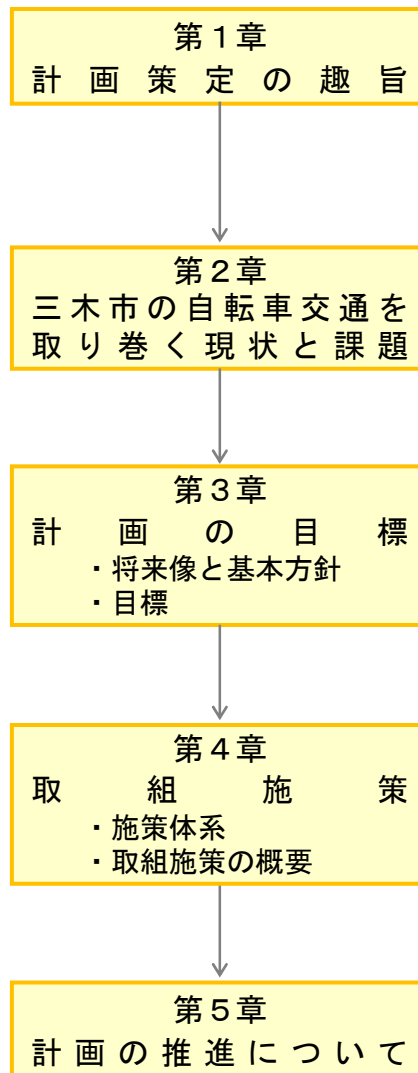 第１章
計画策定の趣旨
第２章
三木市の自転車交通を
取り巻く現状と課題
第３章
計画の目標
・将来像と基本方針
・目標
第４章
取組施策
・施策体系
・取組施策の概要
第５章
計画の推進について